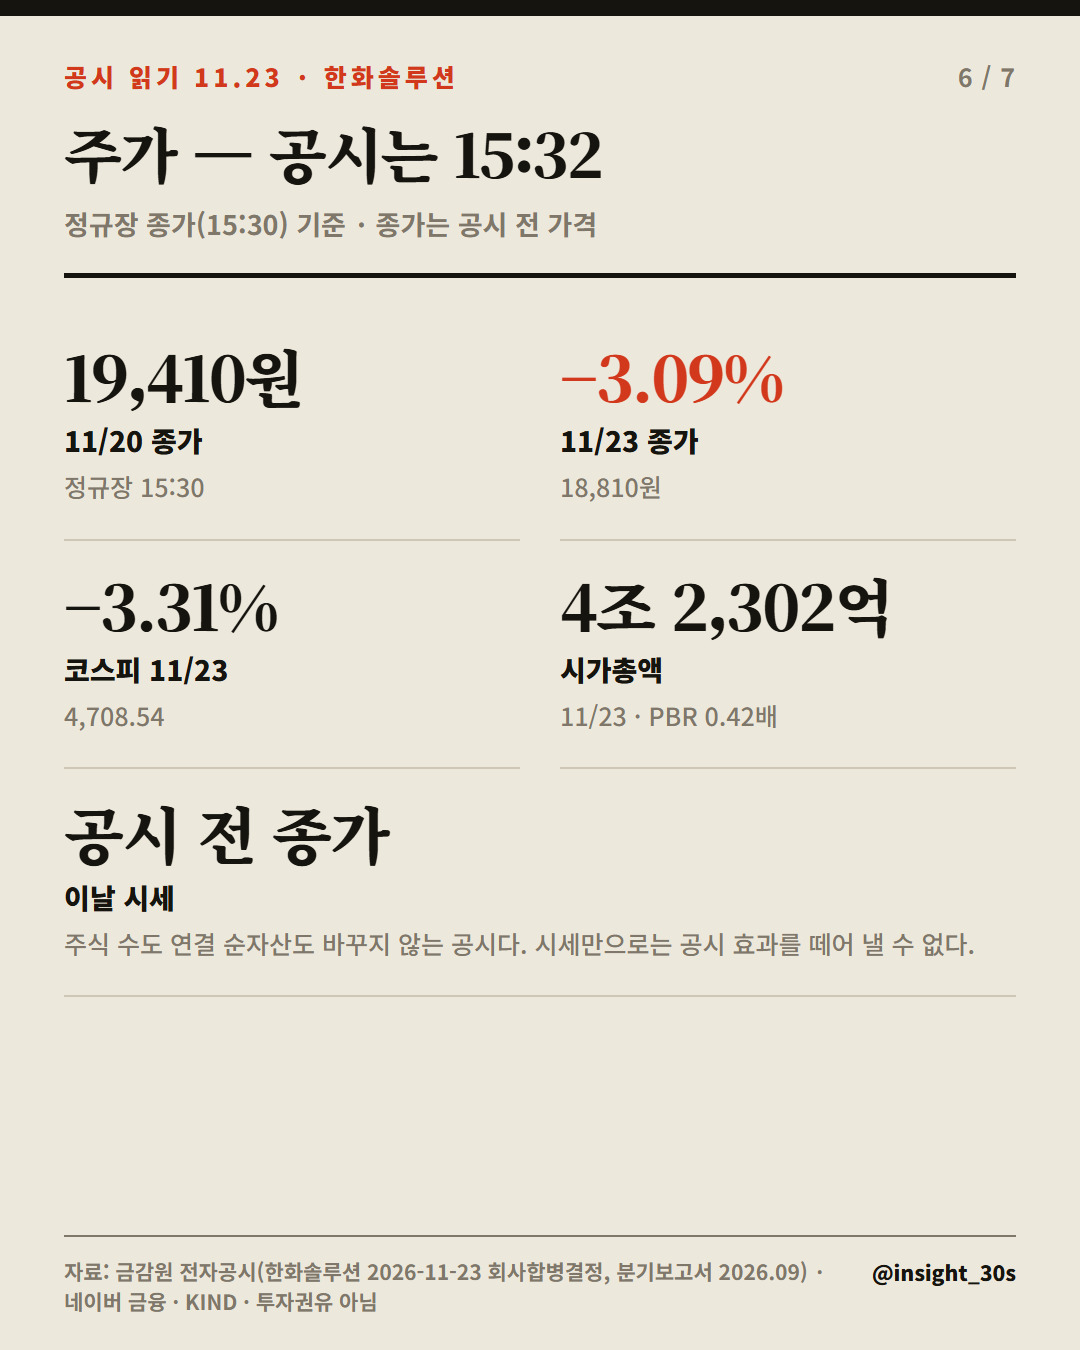 공시 읽기 11.23 · 한화솔루션
6 / 7
주가 — 공시는 15:32
정규장 종가(15:30) 기준 · 종가는 공시 전 가격
19,410원
11/20 종가
정규장 15:30
−3.09%
11/23 종가
18,810원
−3.31%
코스피 11/23
4,708.54
4조 2,302억
시가총액
11/23 · PBR 0.42배
공시 전 종가
이날 시세
주식 수도 연결 순자산도 바꾸지 않는 공시다. 시세만으로는 공시 효과를 떼어 낼 수 없다.
자료: 금감원 전자공시(한화솔루션 2026-11-23 회사합병결정, 분기보고서 2026.09) ·
네이버 금융 · KIND · 투자권유 아님
@insight_30s